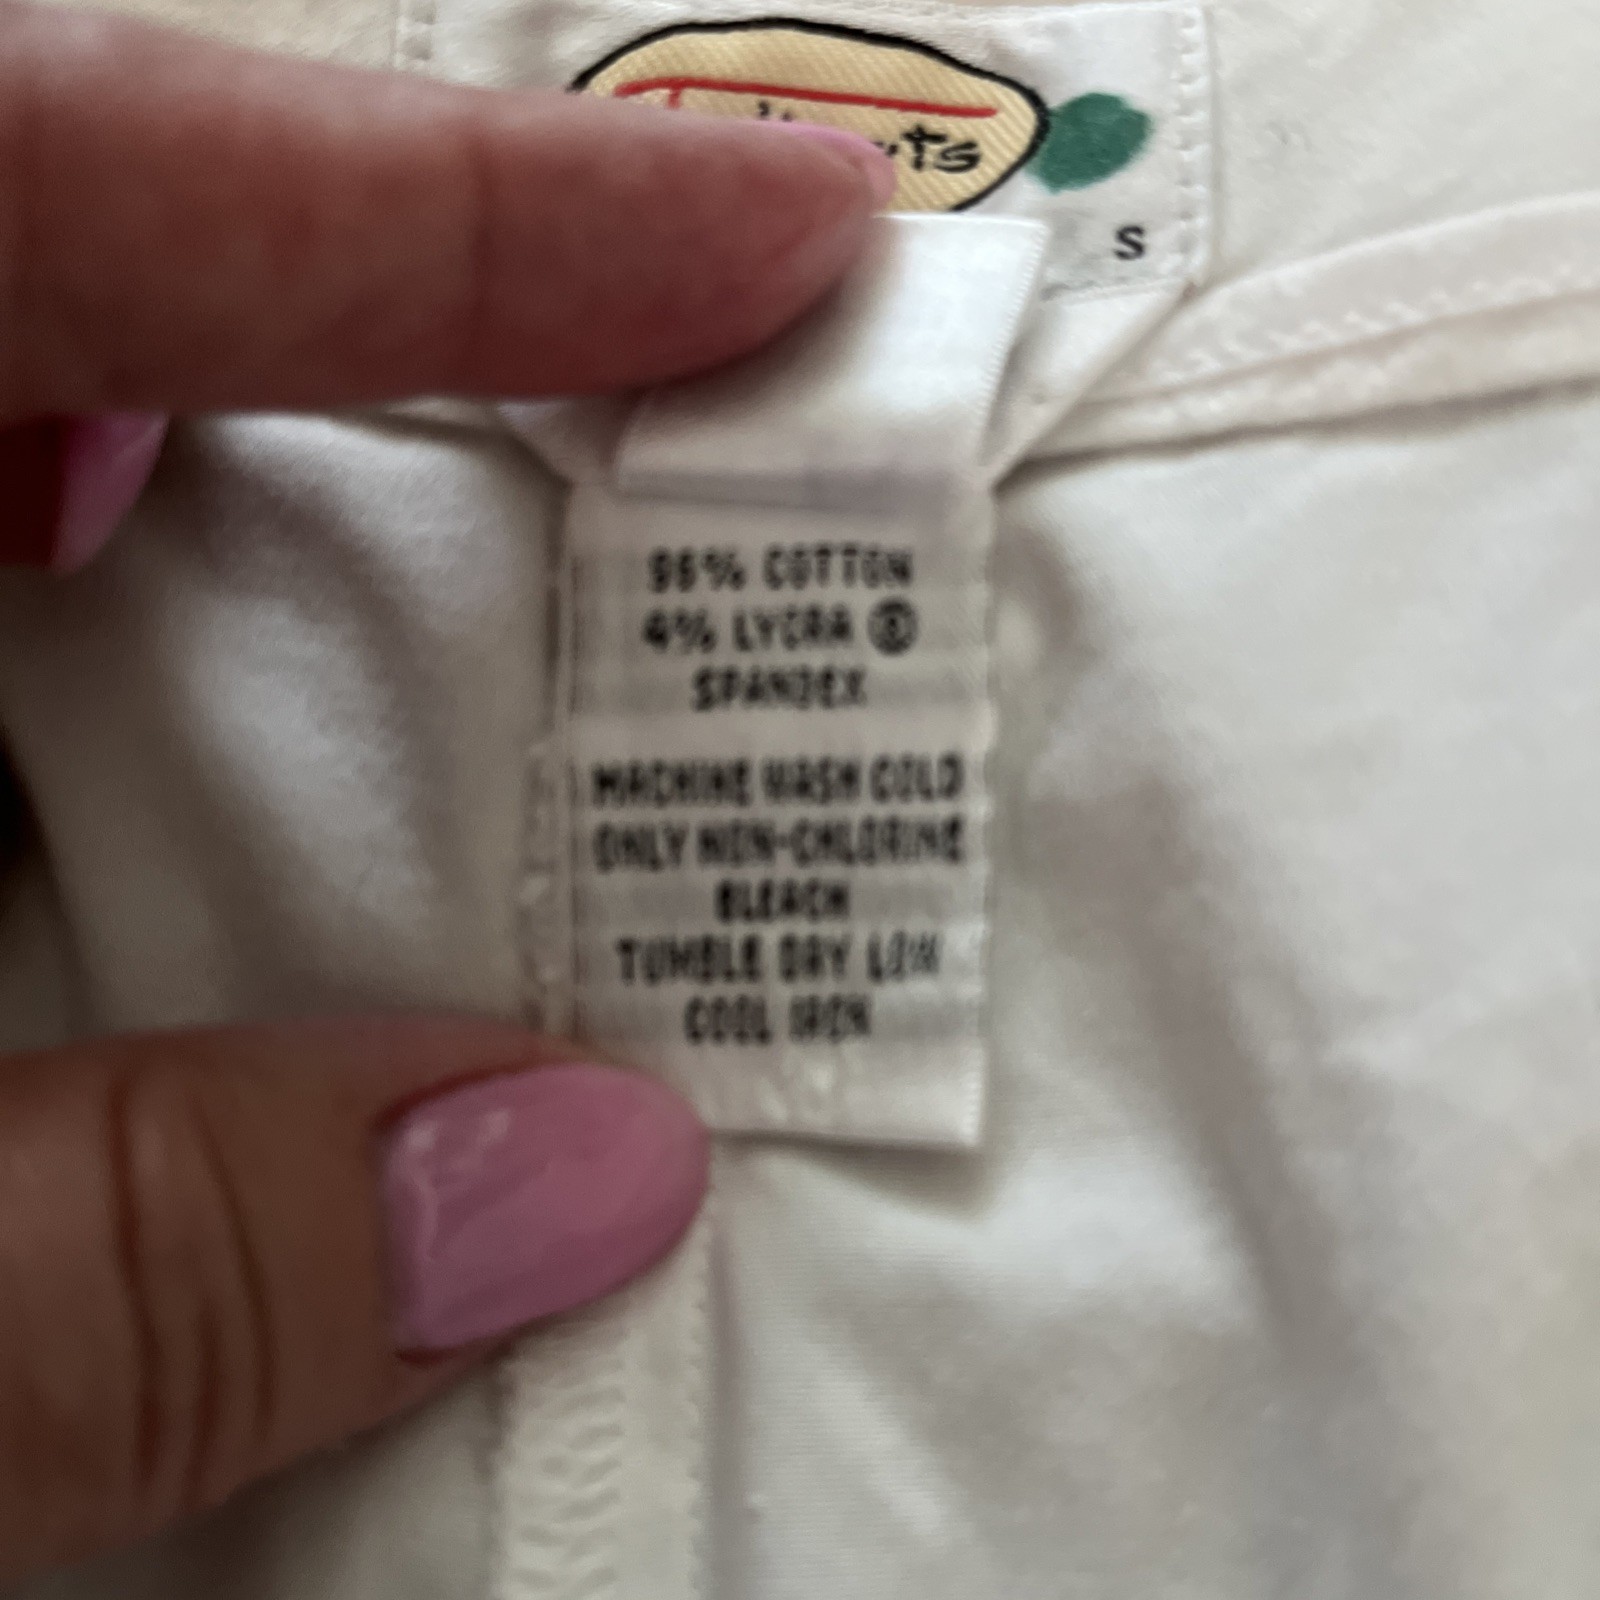 S
96% COTTON
4% LYCRA ®
SPANDEX
MACHINE WASH COLD
ONLY NON-CHLORINE
BLEACH
TUMBLE DRY LOW
COOL IRON